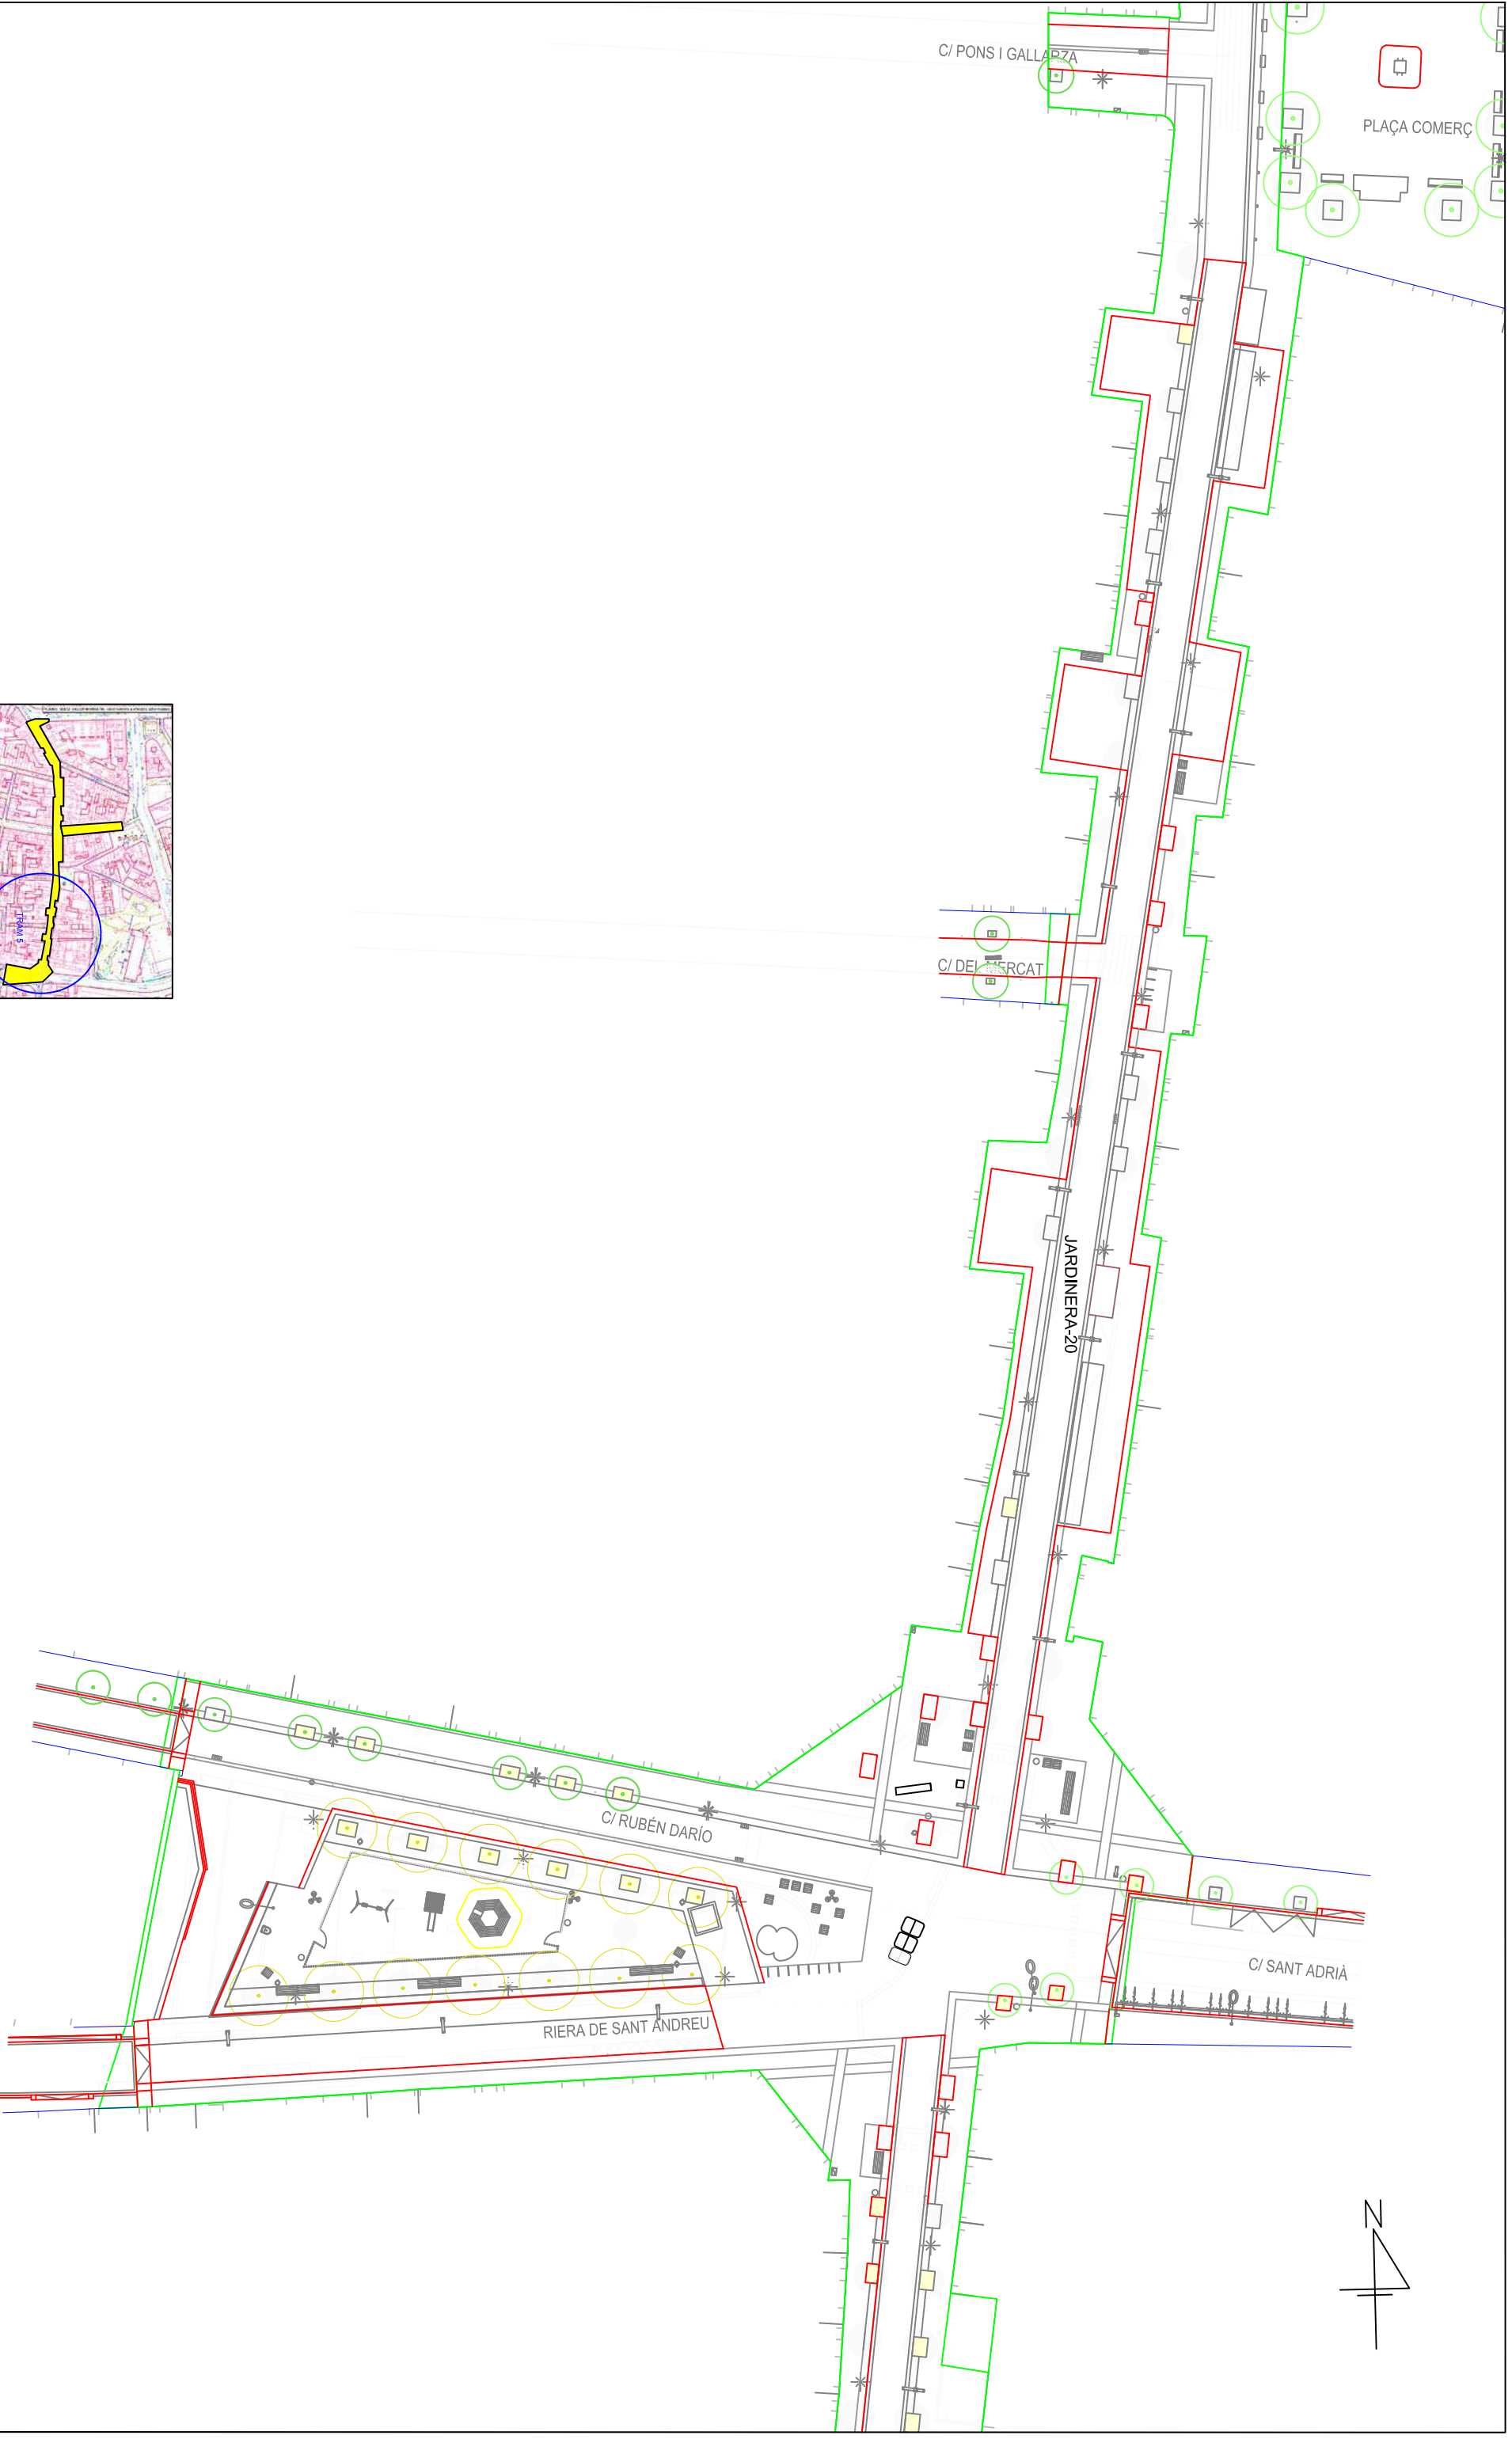 C/ PONS I GALLARZA
PLAÇA COMERÇ
TRAM 5
C/ DEL MERCAT
JARDINERA-20
C/ RUBÉN DARÍO
C/ SANT ADRIÀ
RIERA DE SANT ANDREU
N